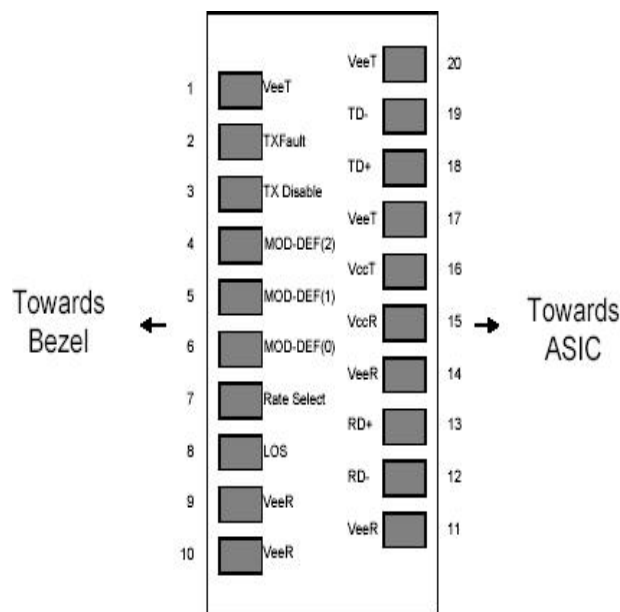 VeeT 20
1 VeeT
TD- 19
2 TXFault
TD+ 18
3 TX Disable
VeeT 17
4 MOD-DEF(2)
VccT 16
5 MOD-DEF(1)
Towards
Bezel
VccR 15
Towards
ASIC
6 MOD-DEF(0)
VeeR 14
7 Rate Select
RD+ 13
8 LOS
RD- 12
9 VeeR
VeeR 11
10 VeeR